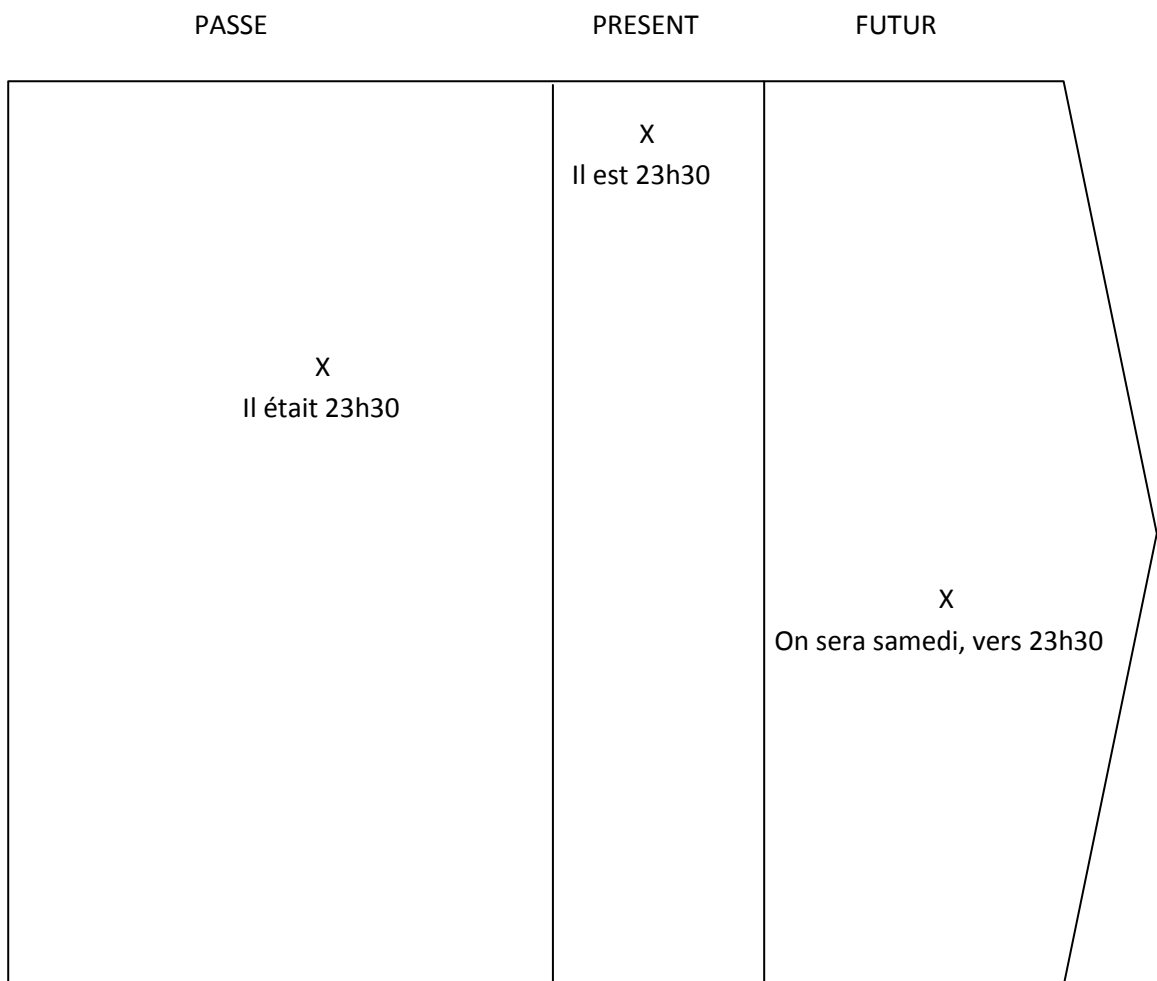 PASSE PRESENT FUTUR
X
Il est 23h30
X
Il était 23h30
X
On sera samedi, vers 23h30